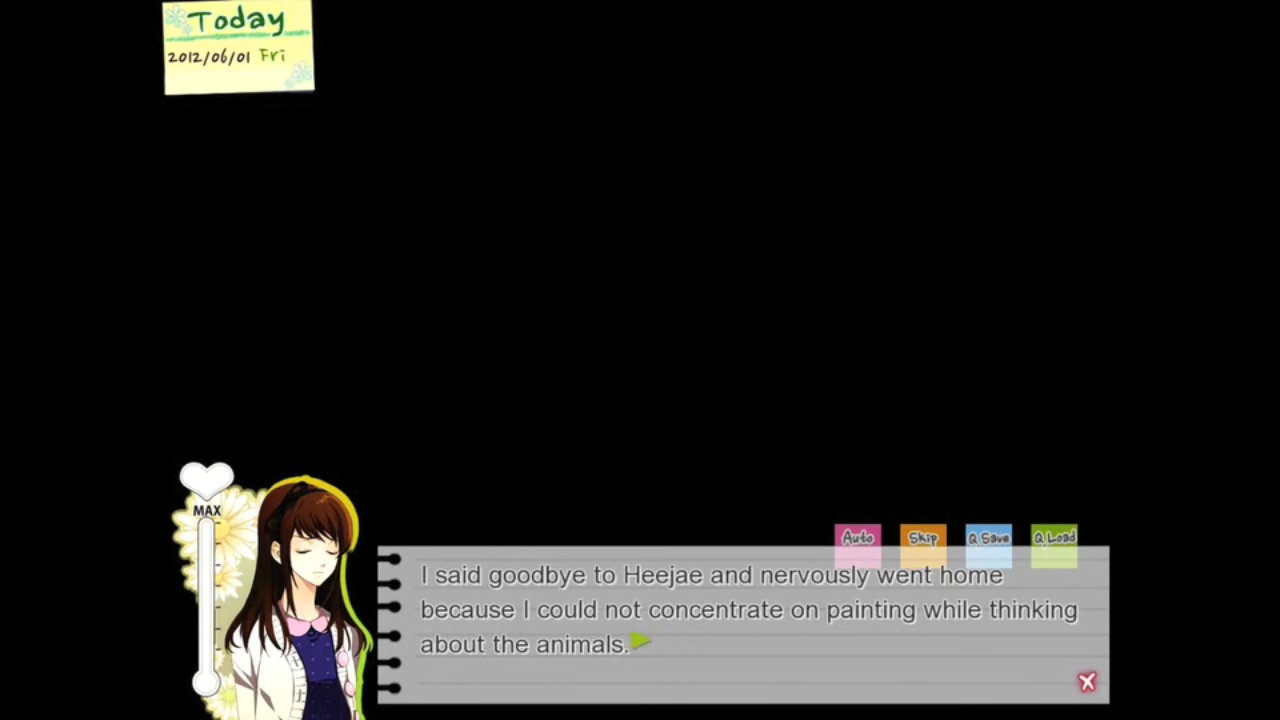 Today
2012/06/01 Fri
MAX
Auto Skip Q Save Q Load
I said goodbye to Heejae and nervously went home
because I could not concentrate on painting while thinking
about the animals.